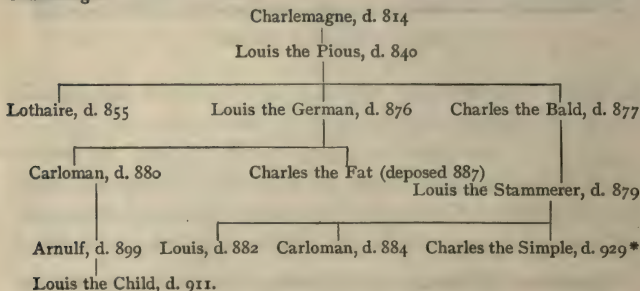 Charlemagne, d. 814
Louis the Pious, d. 840
Lothaire, d. 855 Louis the German, d. 876 Charles the Bald, d. 877
Carloman, d. 880 Charles the Fat (deposed 887)
Louis the Stammerer, d. 879
Arnulf, d. 899 Louis, d. 882 Carloman, d. 884 Charles the Simple, d. 929*
Louis the Child, d. 911.